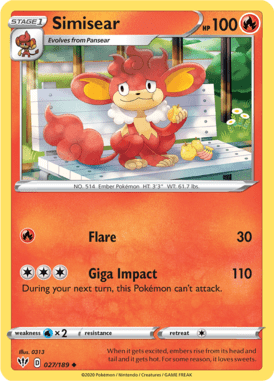 STAGE 1
Simisear
HP 100
Evolves from Pansear
NO. 514 Ember Pokémon HT. 3'3" WT. 61.7 lbs.
Flare 30
Giga Impact 110
During your next turn, this Pokémon can't attack.
weakness ×2 resistance retreat
Illus. 0313
D 027/189
When it gets excited, embers rise from its head and
tail and it gets hot. For some reason, it loves sweets.
©2020 Pokémon / Nintendo / Creatures / GAME FREAK